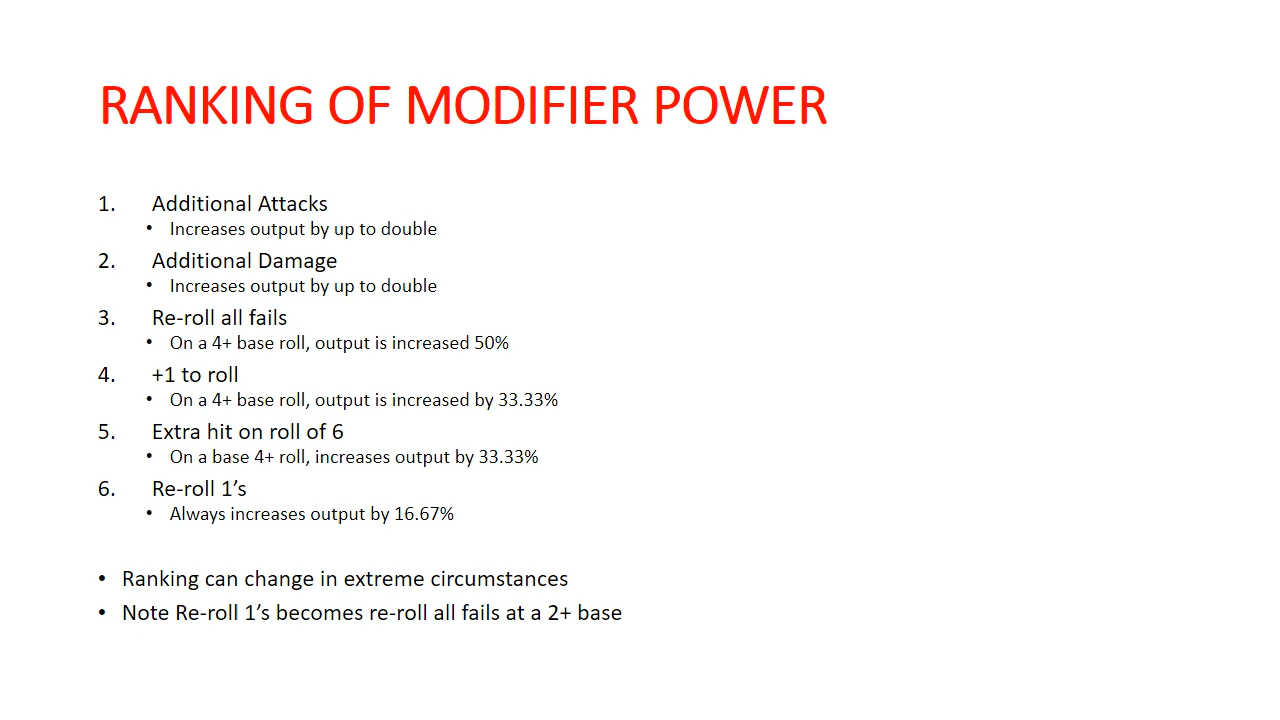 RANKING OF MODIFIER POWER
1. Additional Attacks
• Increases output by up to double
2. Additional Damage
• Increases output by up to double
3. Re-roll all fails
• On a 4+ base roll, output is increased 50%
4. +1 to roll
• On a 4+ base roll, output is increased by 33.33%
5. Extra hit on roll of 6
• On a base 4+ roll, increases output by 33.33%
6. Re-roll 1’s
• Always increases output by 16.67%
• Ranking can change in extreme circumstances
• Note Re-roll 1’s becomes re-roll all fails at a 2+ base